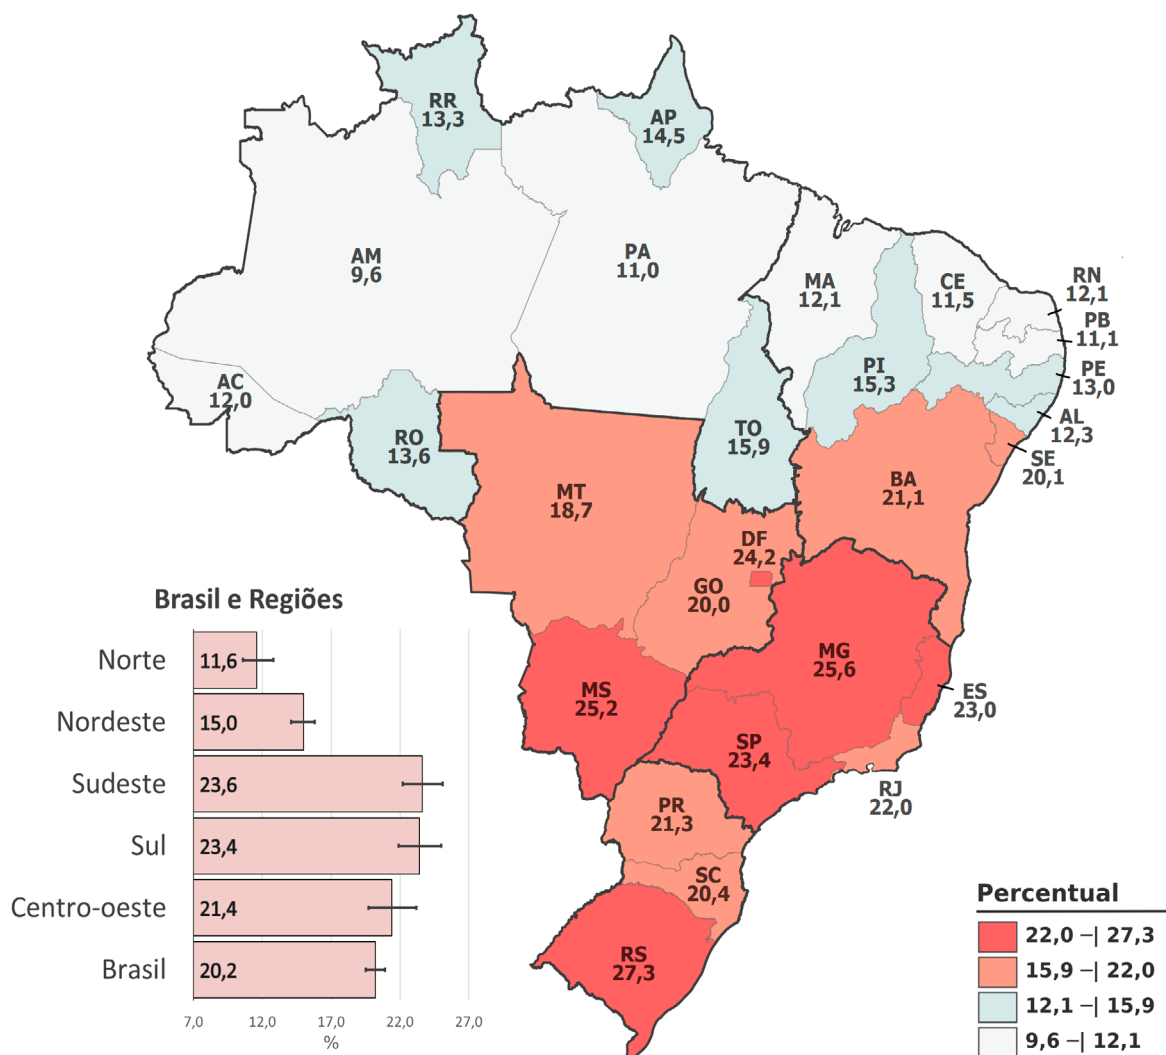 RR
13,3
AP
14,5
AM
9,6
PA
11,0
MA
12,1
CE
11,5
RN
12,1
PB
11,1
PE
13,0
AL
12,3
SE
20,1
PI
15,3
AC
12,0
RO
13,6
TO
15,9
MT
18,7
BA
21,1
DF
24,2
GO
20,0
MG
25,6
ES
23,0
MS
25,2
SP
23,4
RJ
22,0
PR
21,3
SC
20,4
RS
27,3
Brasil e Regiões
Norte 11,6
Nordeste 15,0
Sudeste 23,6
Sul 23,4
Centro-oeste 21,4
Brasil 20,2
7,0 12,0 17,0 22,0 27,0
%
Percentual
22,0 –| 27,3
15,9 –| 22,0
12,1 –| 15,9
9,6 –| 12,1